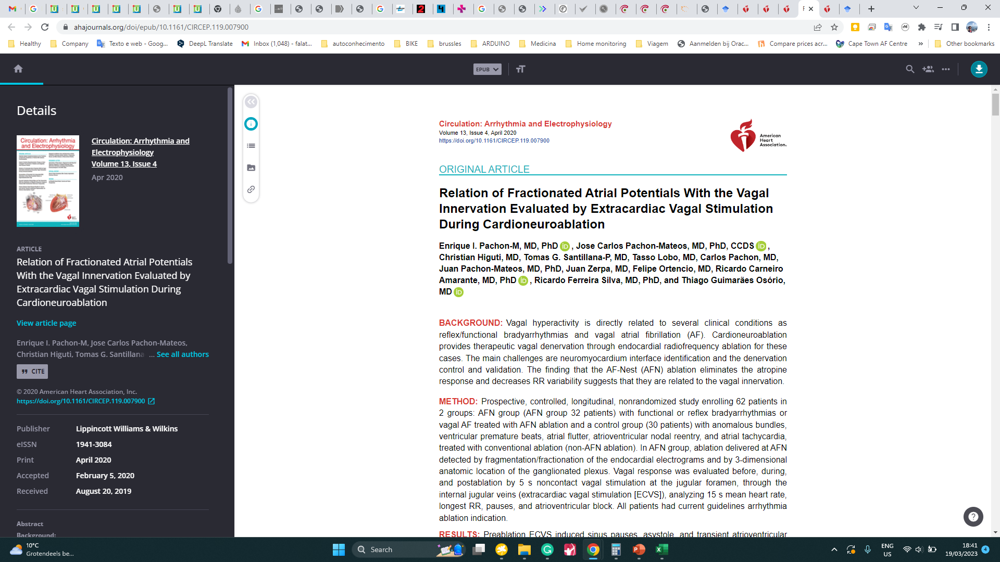 ahajournals.org/doi/epub/10.1161/CIRCEP.119.007900
Healthy
Company
Texto e web - Goog...
DeepL Translate
Inbox (1,048) - falat...
autoconhecimento
BIKE
brussles
ARDUINO
Medicina
Home monitoring
Viagem
Aanmelden bij Orac...
Compare prices acr...
Cape Town AF Centre
»
Other bookmarks
EPUB
Details
Circulation: Arrhythmia and Electrophysiology
Circulation: Arrhythmia and
Electrophysiology
Volume 13, Issue 4
Apr 2020
ARTICLE
Relation of Fractionated Atrial Potentials
With the Vagal Innervation Evaluated by
Extracardiac Vagal Stimulation During
Cardioneuroablation
View article page
Enrique I. Pachon-M, Jose Carlos Pachon-Mateos,
Christian Higuti, Tomas G. Santillana ... See all authors
CITE
© 2020 American Heart Association, Inc.
https://doi.org/10.1161/CIRCEP.119.007900
Publisher Lippincott Williams & Wilkins
eISSN 1941-3084
Print April 2020
Accepted February 5, 2020
Received August 20, 2019
Abstract
Background:
Circulation: Arrhythmia and Electrophysiology
Volume 13, Issue 4, April 2020
https://doi.org/10.1161/CIRCEP.119.007900
American
Heart
Association.
ORIGINAL ARTICLE
Relation of Fractionated Atrial Potentials With the Vagal
Innervation Evaluated by Extracardiac Vagal Stimulation
During Cardioneuroablation
Enrique I. Pachon-M, MD, PhD iD , Jose Carlos Pachon-Mateos, MD, PhD, CCDS iD ,
Christian Higuti, MD, Tomas G. Santillana-P, MD, Tasso Lobo, MD, Carlos Pachon, MD,
Juan Pachon-Mateos, MD, PhD, Juan Zerpa, MD, Felipe Ortencio, MD, Ricardo Carneiro
Amarante, MD, PhD iD , Ricardo Ferreira Silva, MD, PhD, and Thiago Guimarães Osório,
MD iD
BACKGROUND: Vagal hyperactivity is directly related to several clinical conditions as
reflex/functional bradyarrhythmias and vagal atrial fibrillation (AF). Cardioneuroablation
provides therapeutic vagal denervation through endocardial radiofrequency ablation for these
cases. The main challenges are neuromyocardium interface identification and the denervation
control and validation. The finding that the AF-Nest (AFN) ablation eliminates the atropine
response and decreases RR variability suggests that they are related to the vagal innervation.
METHOD: Prospective, controlled, longitudinal, nonrandomized study enrolling 62 patients in
2 groups: AFN group (AFN group 32 patients) with functional or reflex bradyarrhythmias or
vagal AF treated with AFN ablation and a control group (30 patients) with anomalous bundles,
ventricular premature beats, atrial flutter, atrioventricular nodal reentry, and atrial tachycardia,
treated with conventional ablation (non-AFN ablation). In AFN group, ablation delivered at AFN
detected by fragmentation/fractionation of the endocardial electrograms and by 3-dimensional
anatomic location of the ganglionated plexus. Vagal response was evaluated before, during,
and postablation by 5 s noncontact vagal stimulation at the jugular foramen, through the
internal jugular veins (extracardiac vagal stimulation [ECVS]), analyzing 15 s mean heart rate,
longest RR, pauses, and atrioventricular block. All patients had current guidelines arrhythmia
ablation indication.
RESULTS: Preablation ECVS induced sinus pauses, asystole, and transient atrioventricular
10°C
Grotendeels be...
Search
ENG
US
18:41
19/03/2023
4